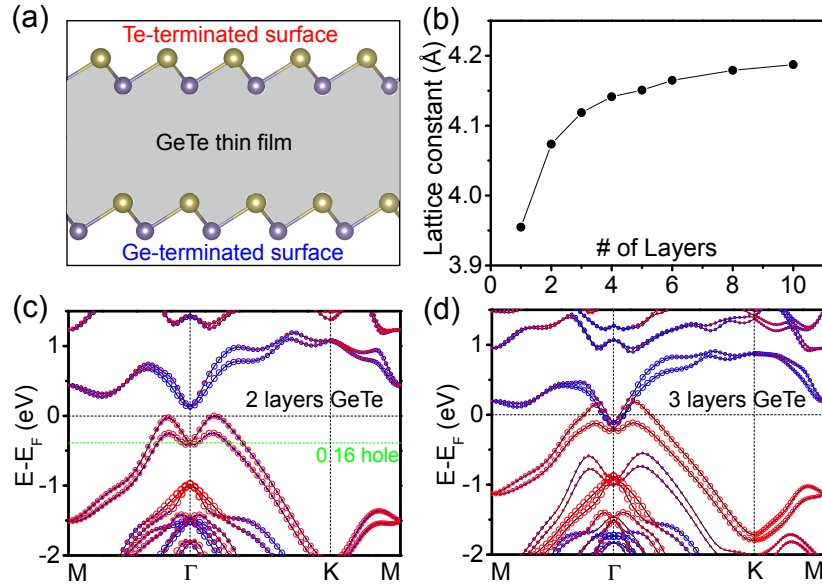 (a)
Te-terminated surface
GeTe thin film
Ge-terminated surface
(b)
Lattice constant (Å)
4.2
4.1
4.0
3.9
0 2 4 6 8 10
# of Layers
(c)
E-E_F (eV)
1
0
-1
-2
2 layers GeTe
0.16 hole
M Γ K M
(d)
E-E_F (eV)
1
0
-1
-2
3 layers GeTe
M Γ K M